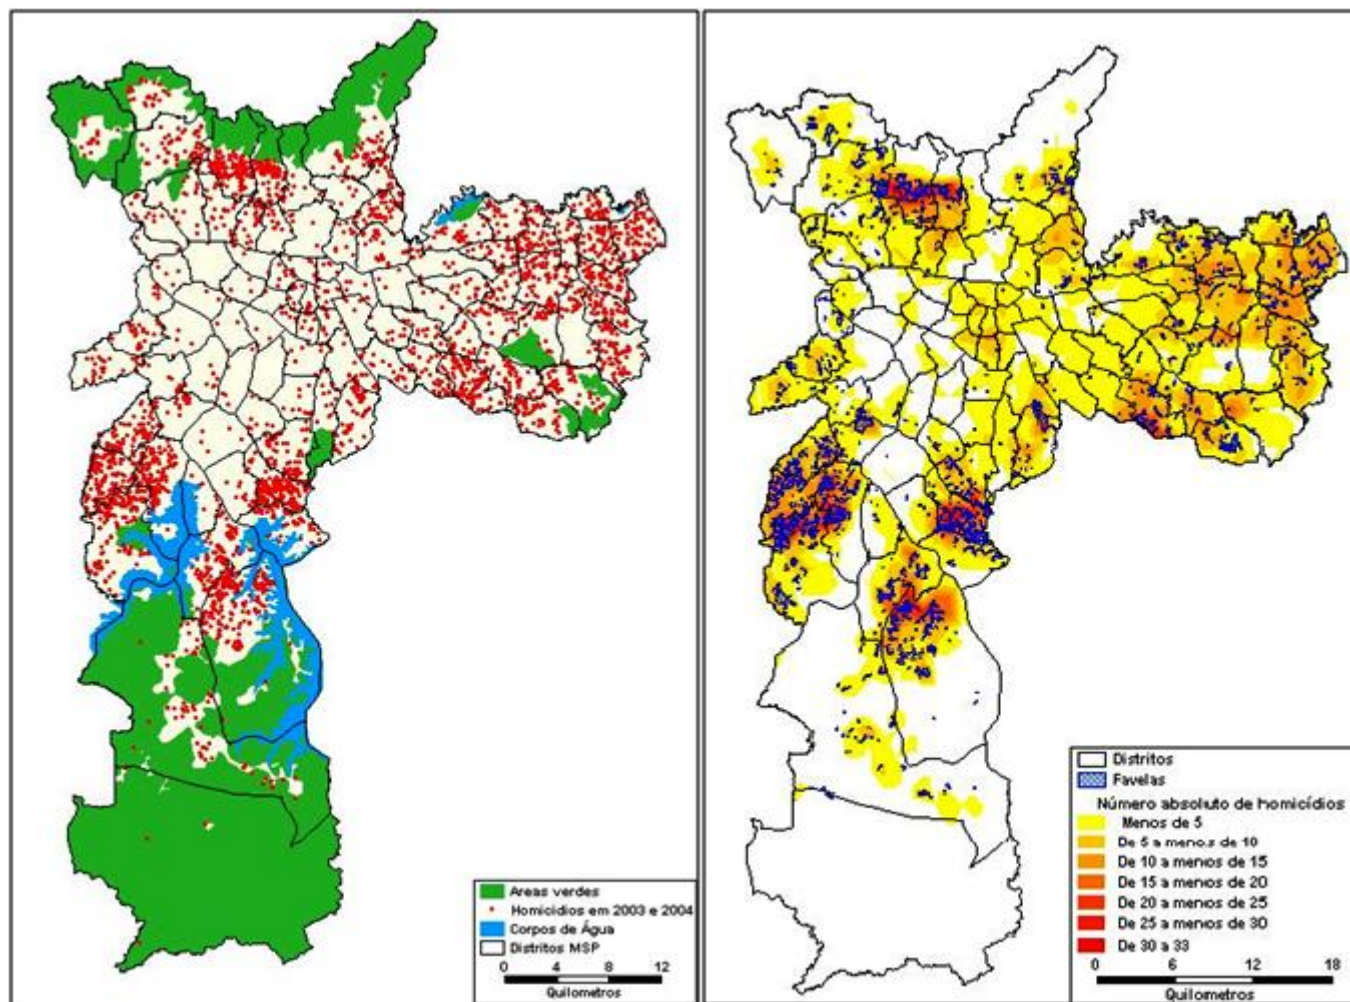 Areas verdes
Homicídios em 2003 e 2004
Corpos de Água
Distritos MSP
0 4 8 12
Quilometros
Distritos
Favelas
Número absoluto de homicídios
Menos de 5
De 5 a menos de 10
De 10 a menos de 15
De 15 a menos de 20
De 20 a menos de 25
De 25 a menos de 30
De 30 a 33
0 6 12 18
Quilometros